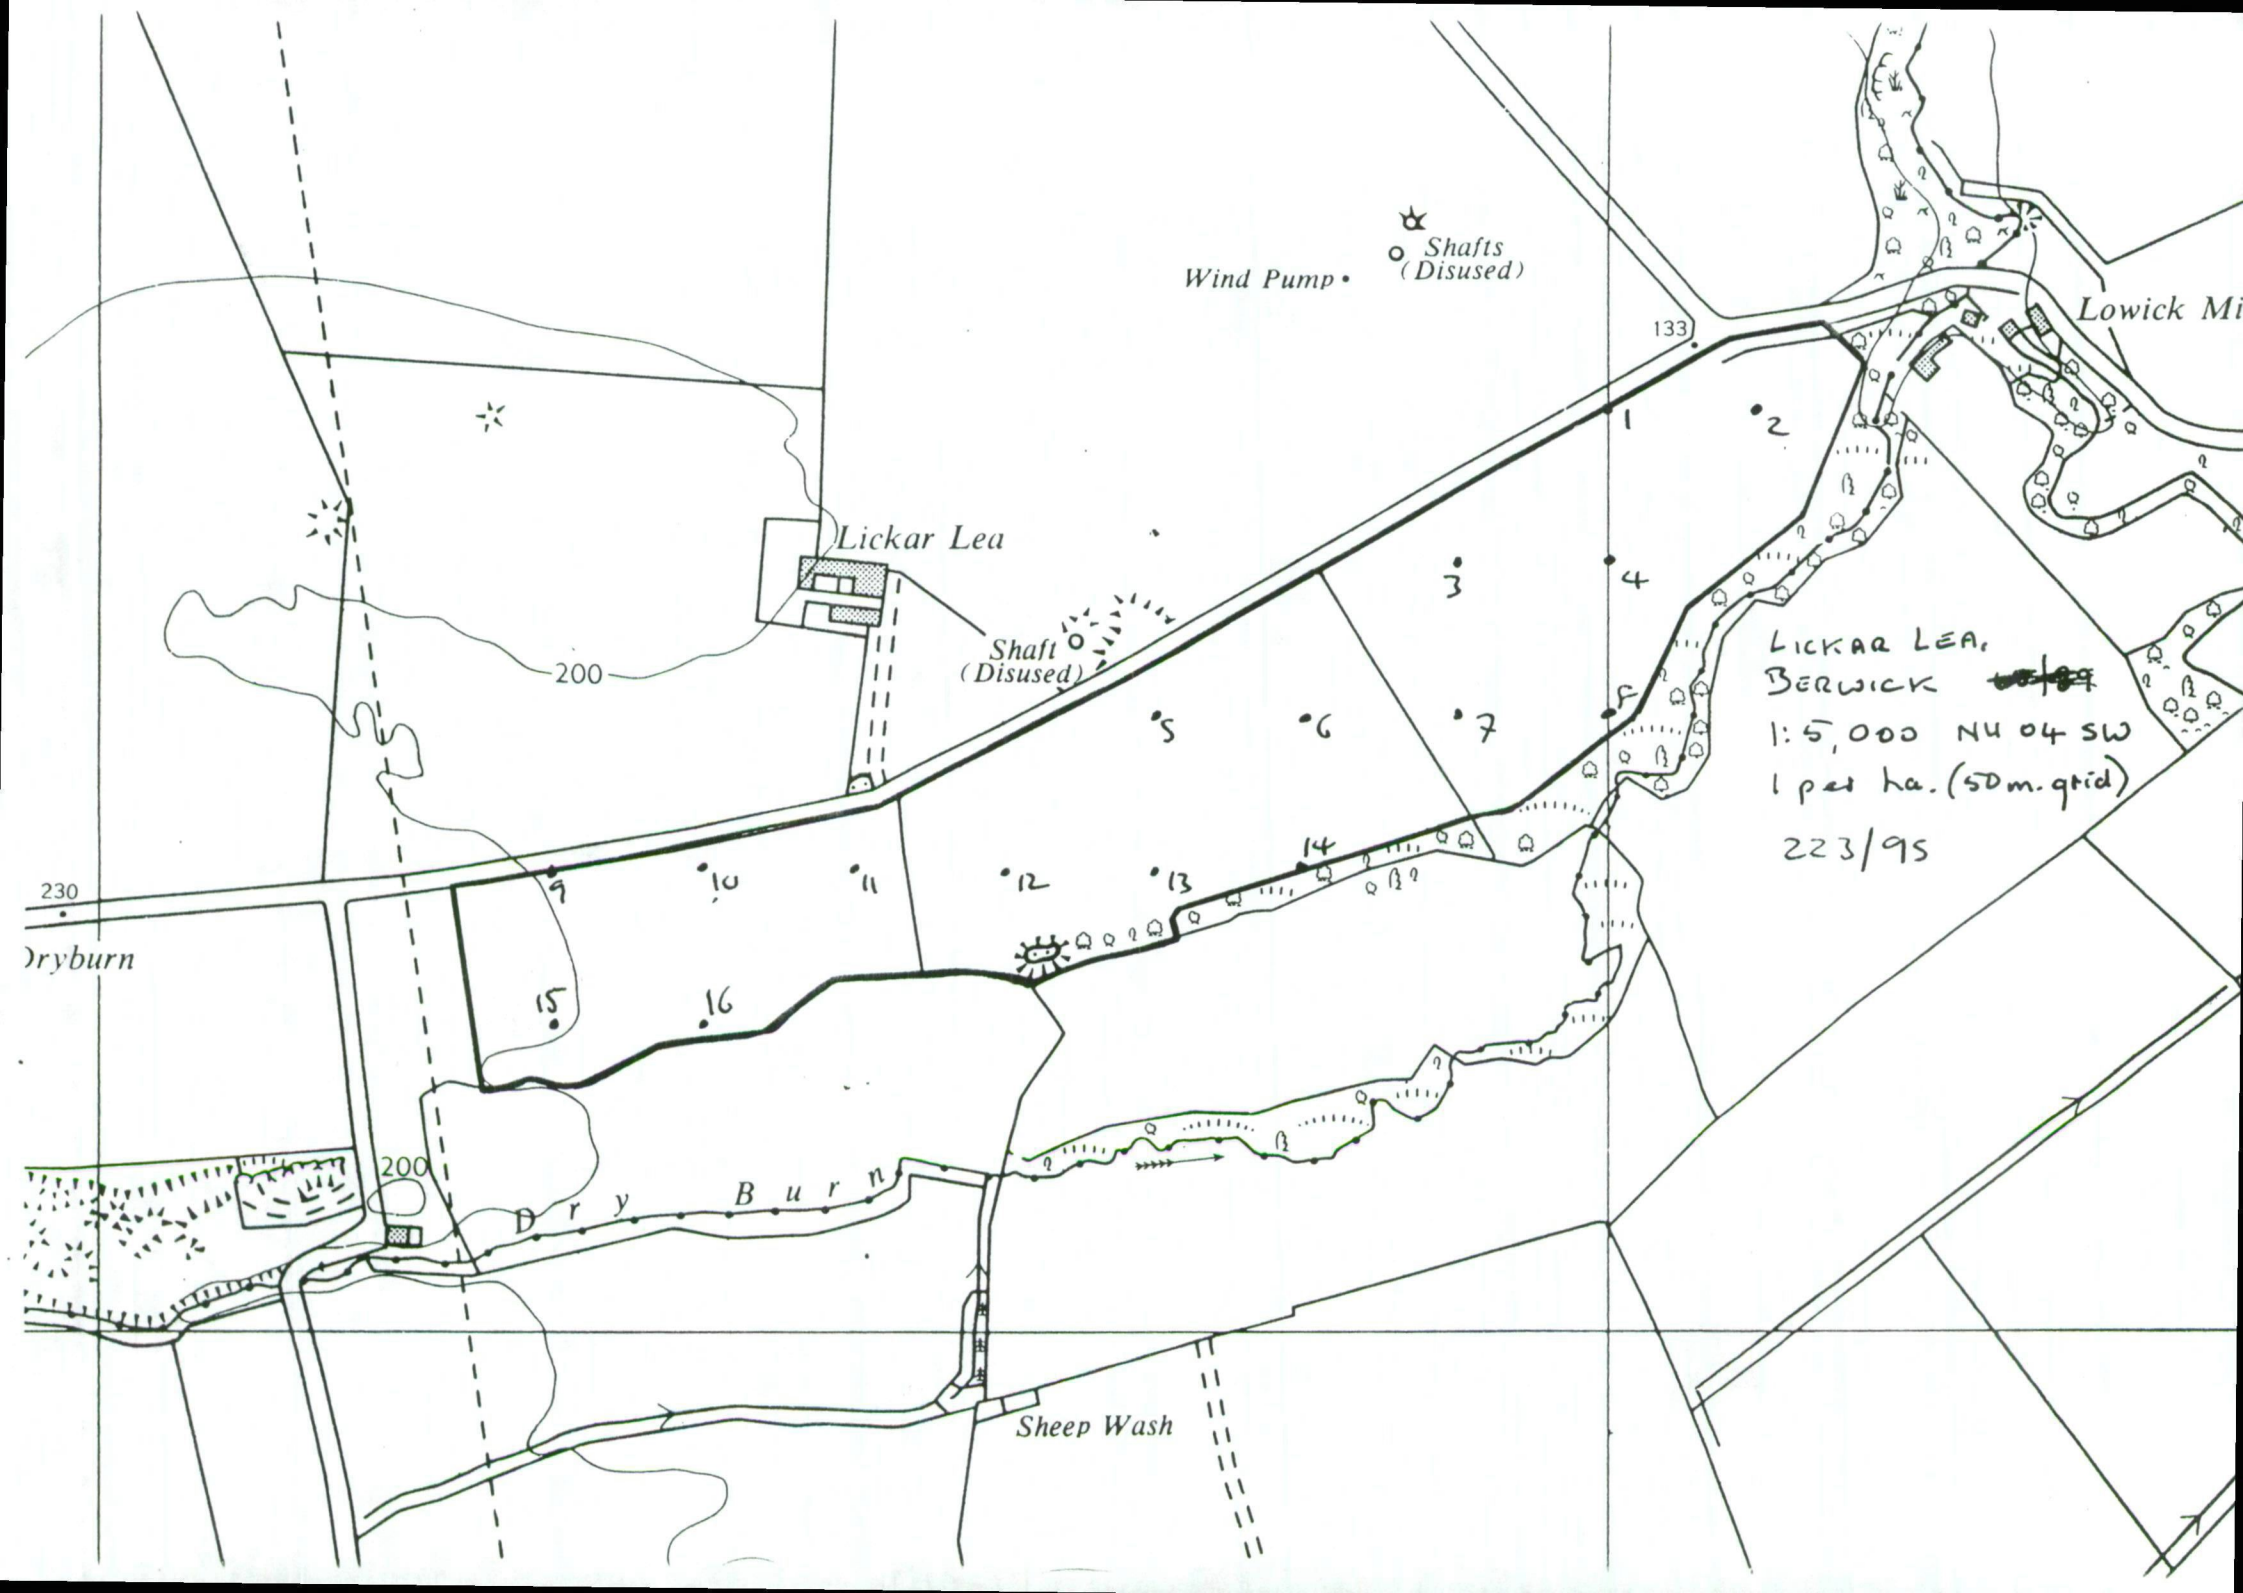 Shafts
(Disused)
Wind Pump
Lowick Mi
133
1
2
Lickar Lea
3
4
Shaft
(Disused)
200
LICKAR LEA,
BERWICK
1:5,000 NU 04 SW
1 per ha. (50m. grid)
223/95
5
6
7
8
9
10
11
12
13
14
230
Dryburn
15
16
200
Dry Burn
Sheep Wash